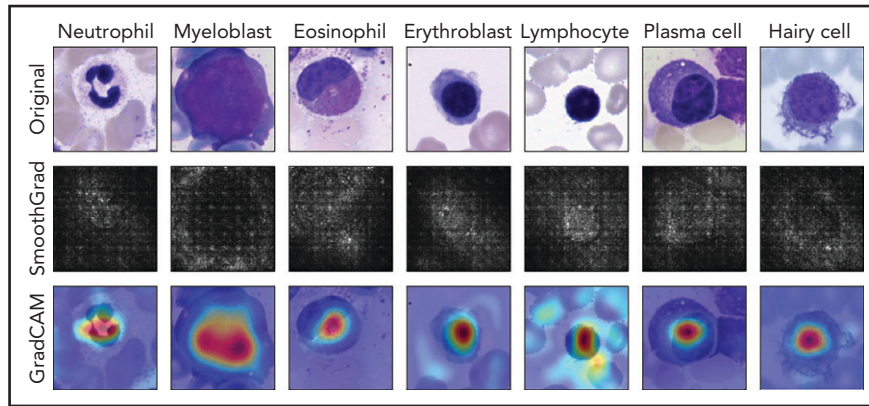 Neutrophil Myeloblast Eosinophil Erythroblast Lymphocyte Plasma cell Hairy cell
Original
SmoothGrad
GradCAM